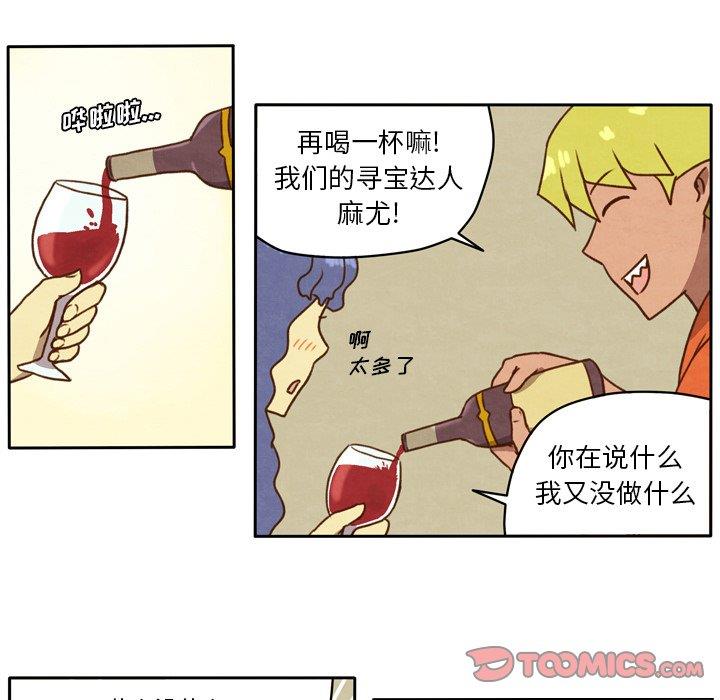 哗啦啦...
再喝一杯嘛!
我们的寻宝达人
麻尤!
啊
太多了
你在说什么
我又没做什么
TOOMICS.COM